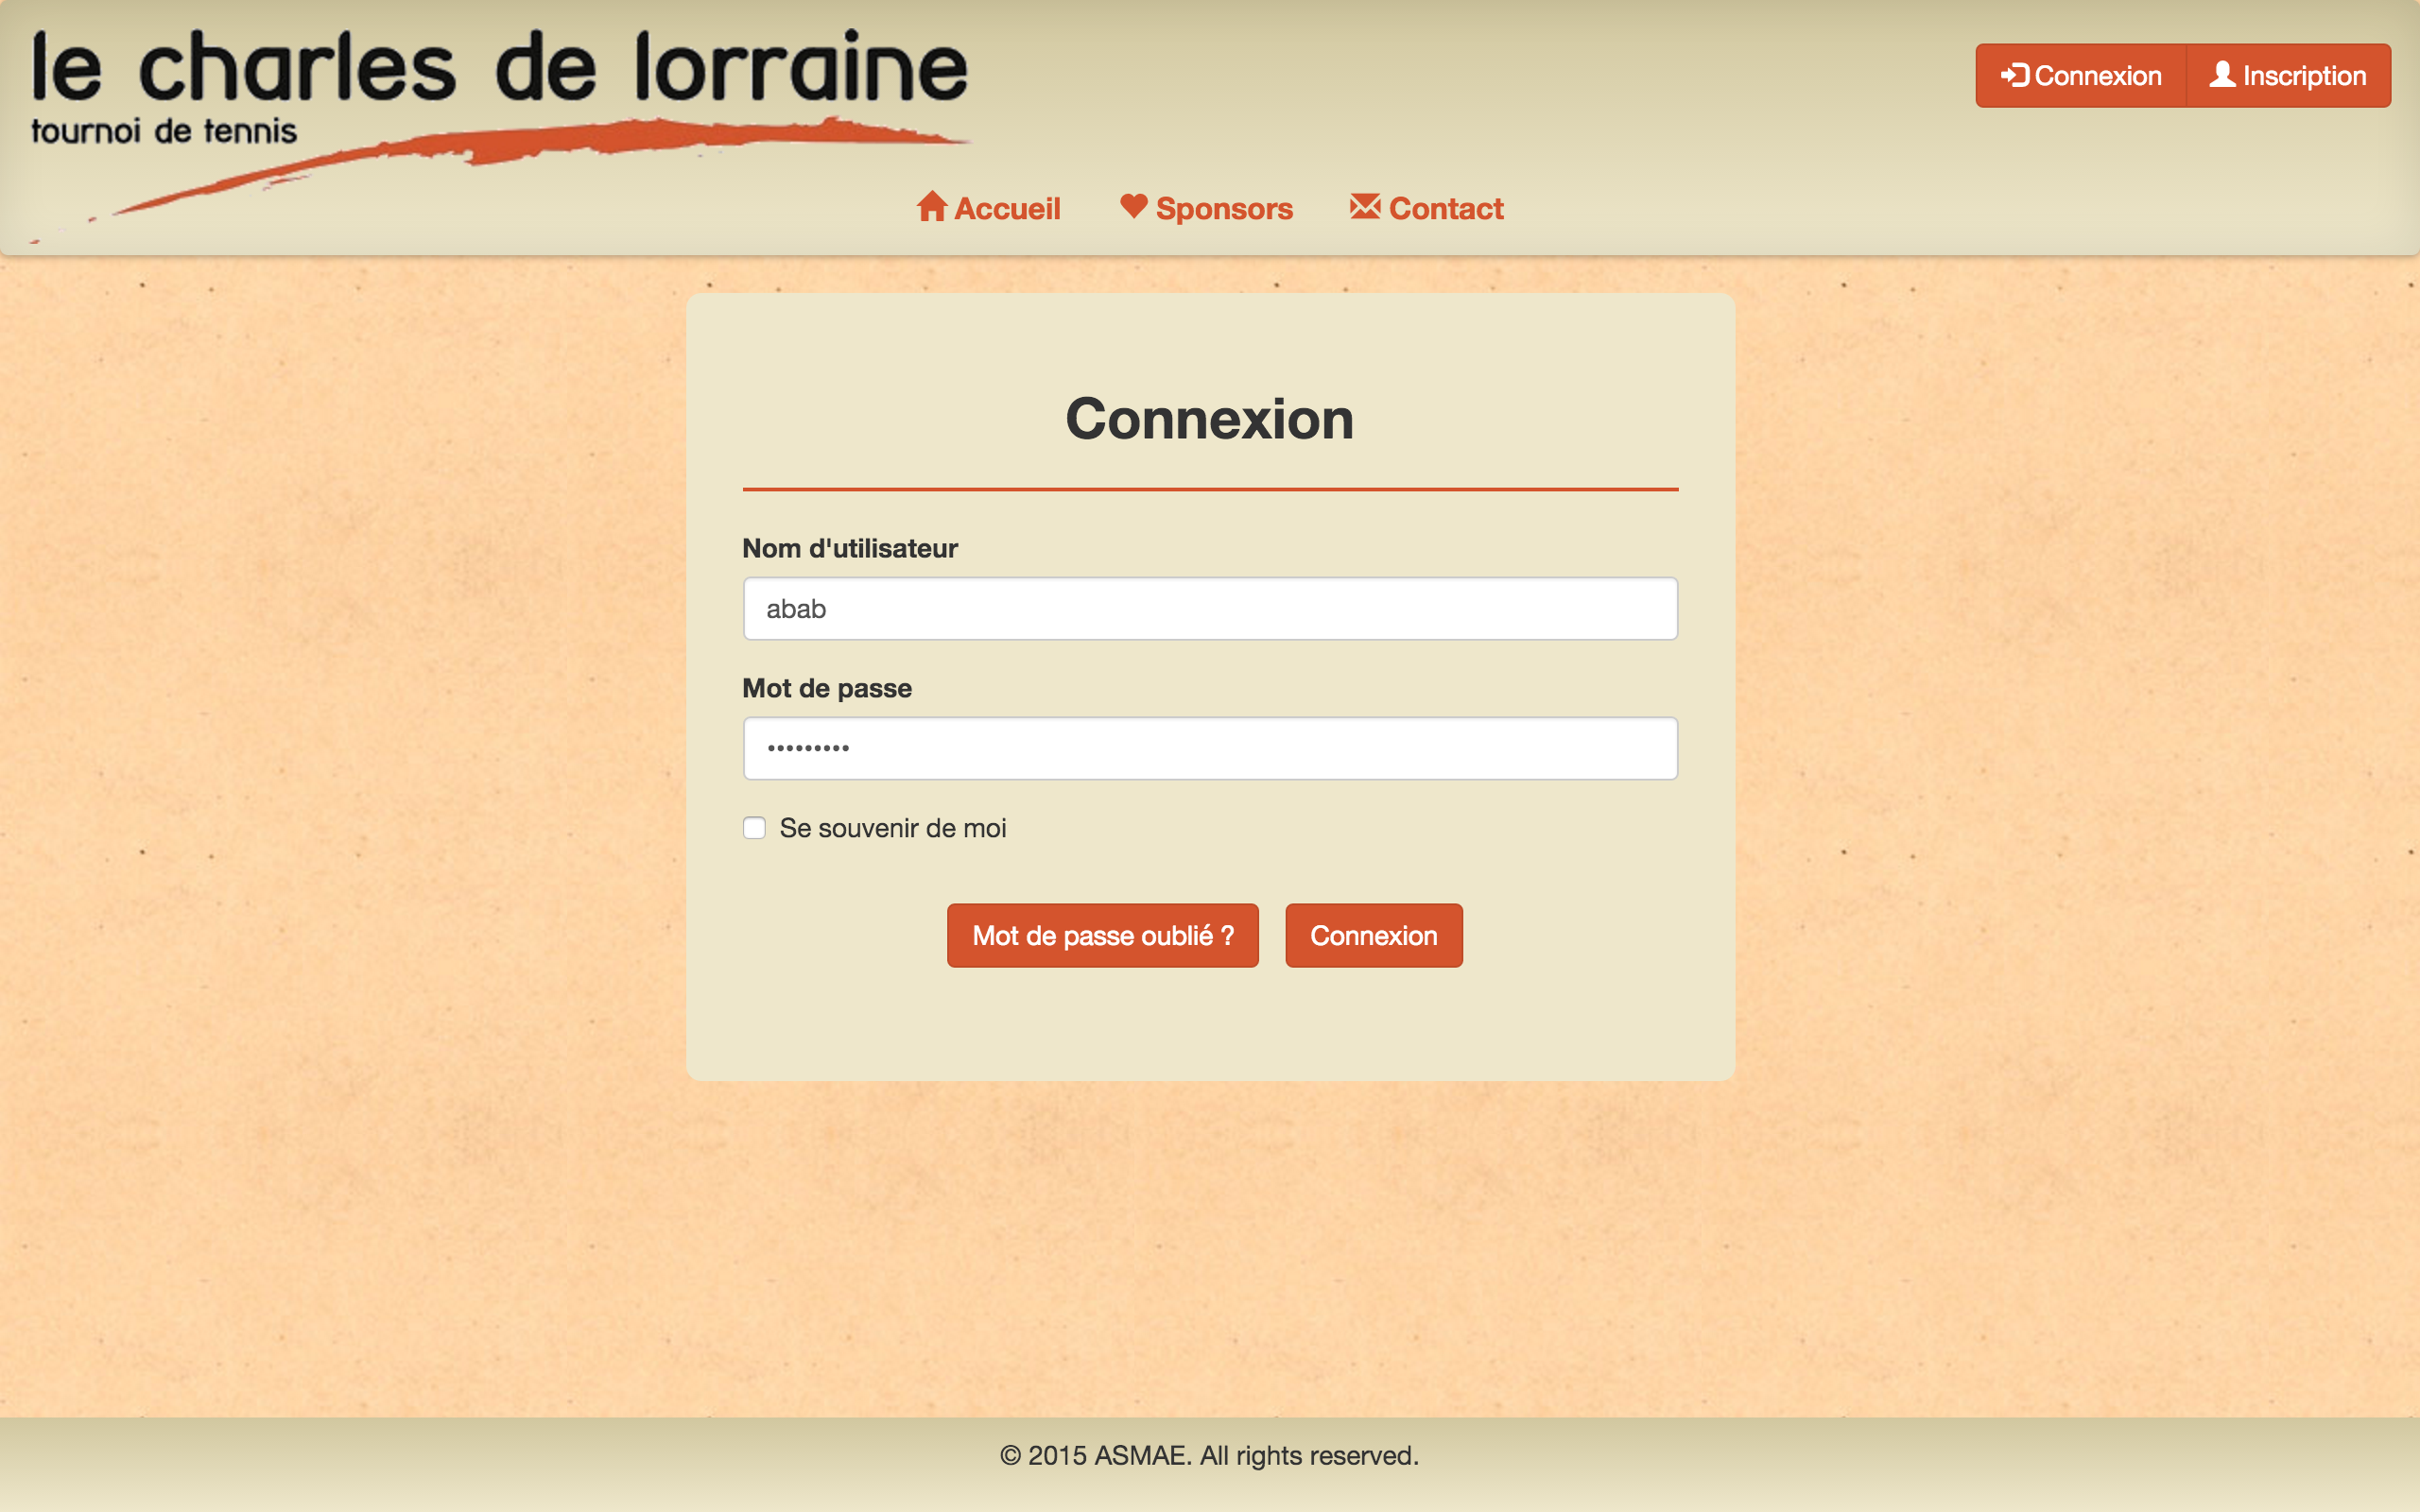 le charles de lorraine
tournoi de tennis
Connexion Inscription
Accueil Sponsors Contact
Connexion
Nom d'utilisateur
abab
Mot de passe
•••••••••
Se souvenir de moi
Mot de passe oublié ? Connexion
© 2015 ASMAE. All rights reserved.